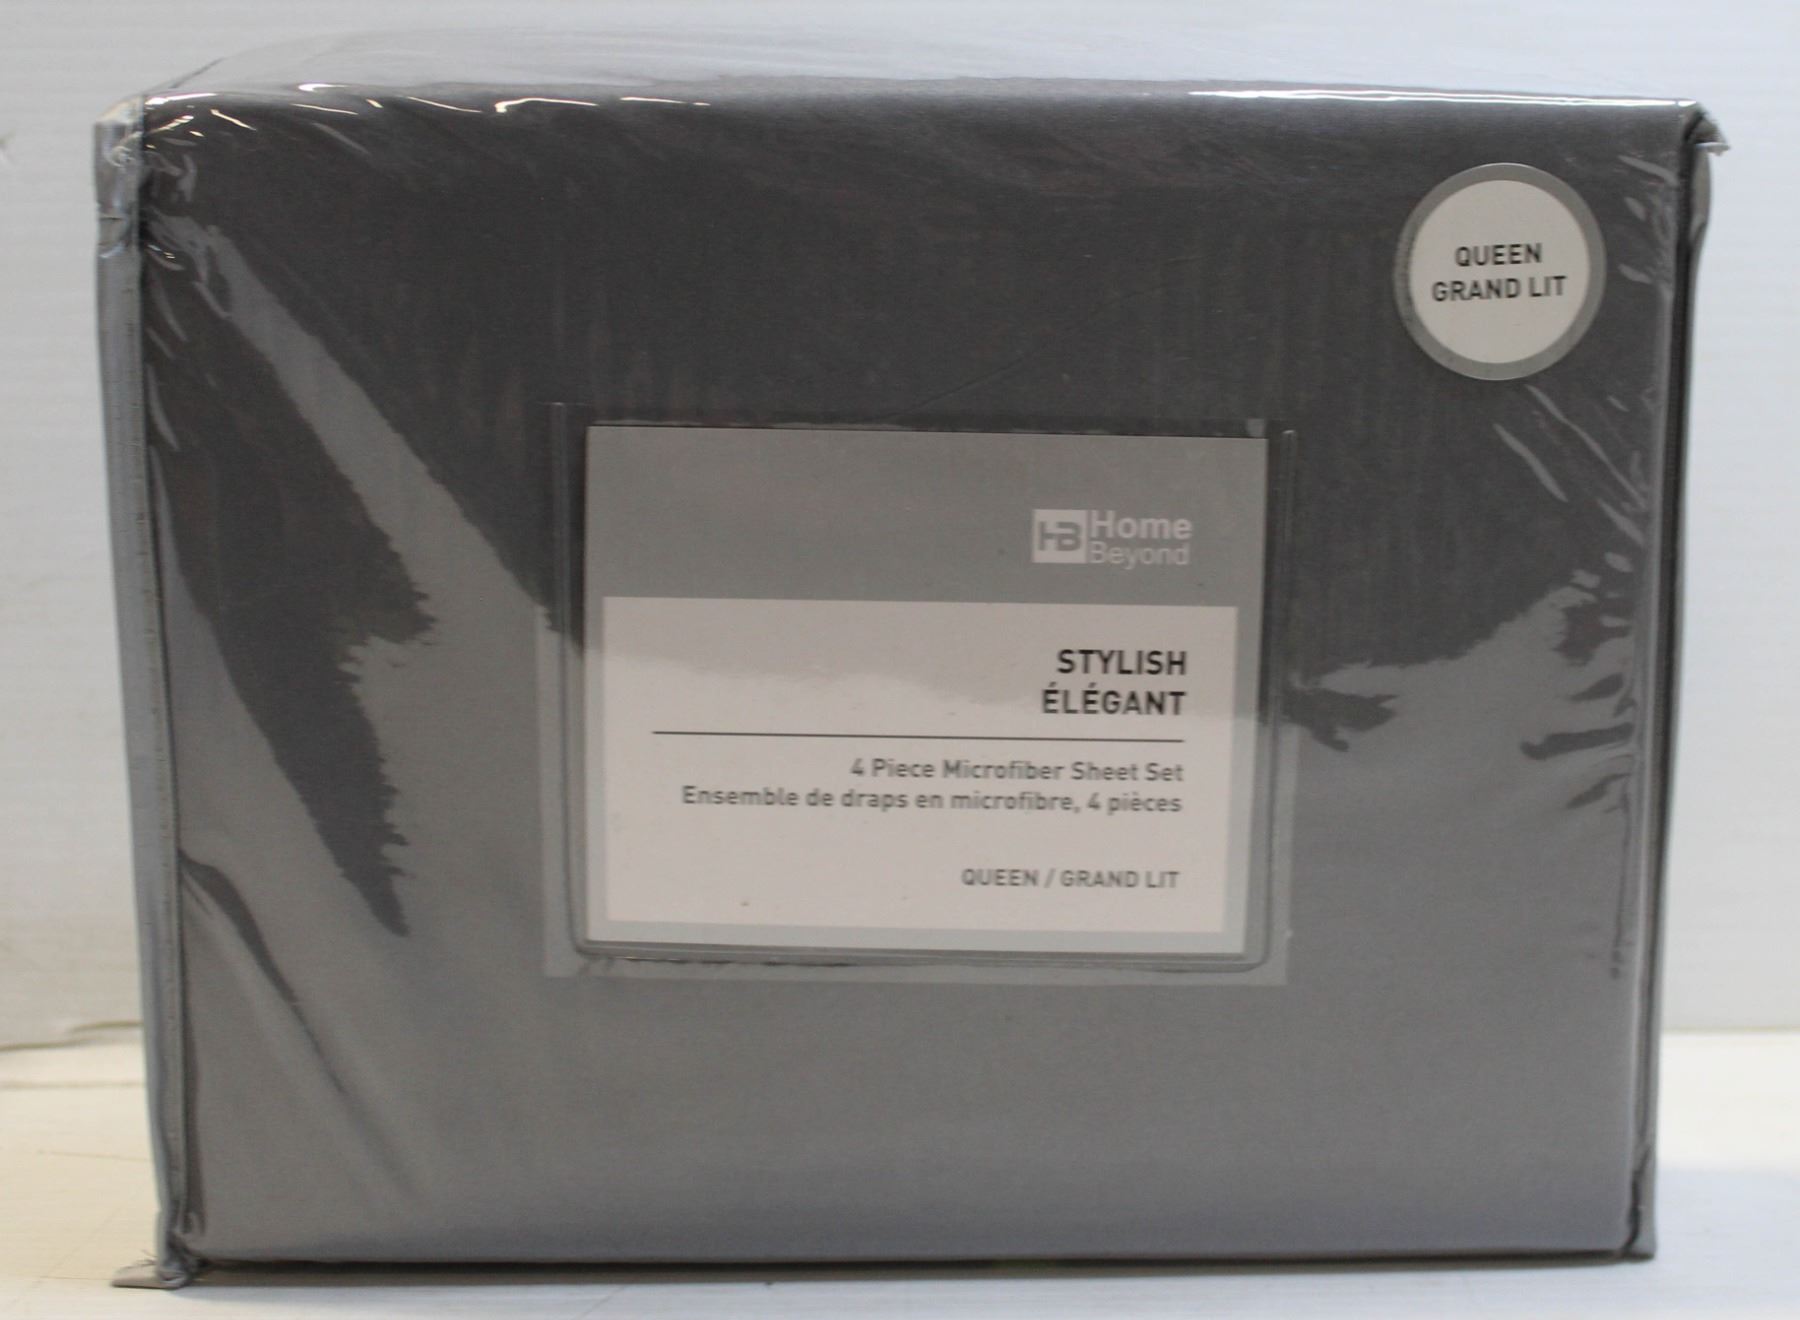 QUEEN
GRAND LIT
HB Home
Beyond
STYLISH
ÉLÉGANT
4 Piece Microfiber Sheet Set
Ensemble de draps en microfibre, 4 pièces
QUEEN / GRAND LIT